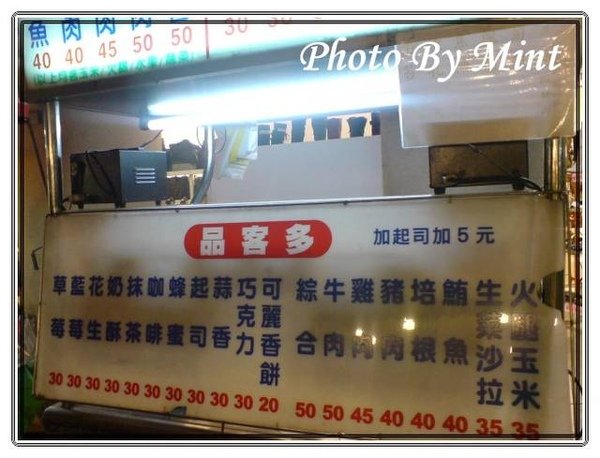 Photo By Mint
魚 肉 肉 肉
40 40 45 50 50 30 30
品客多
加起司加5元
火腿玉米 35
生菜沙拉 35
鮪魚 40
培根 40
豬肉 40
雞肉 45
牛肉 50
綜合 50
可麗香餅 20
巧克力 30
蒜香 30
起司 30
蜂蜜 30
咖啡 30
抹茶 30
奶酥 30
花生 30
藍莓 30
草莓 30